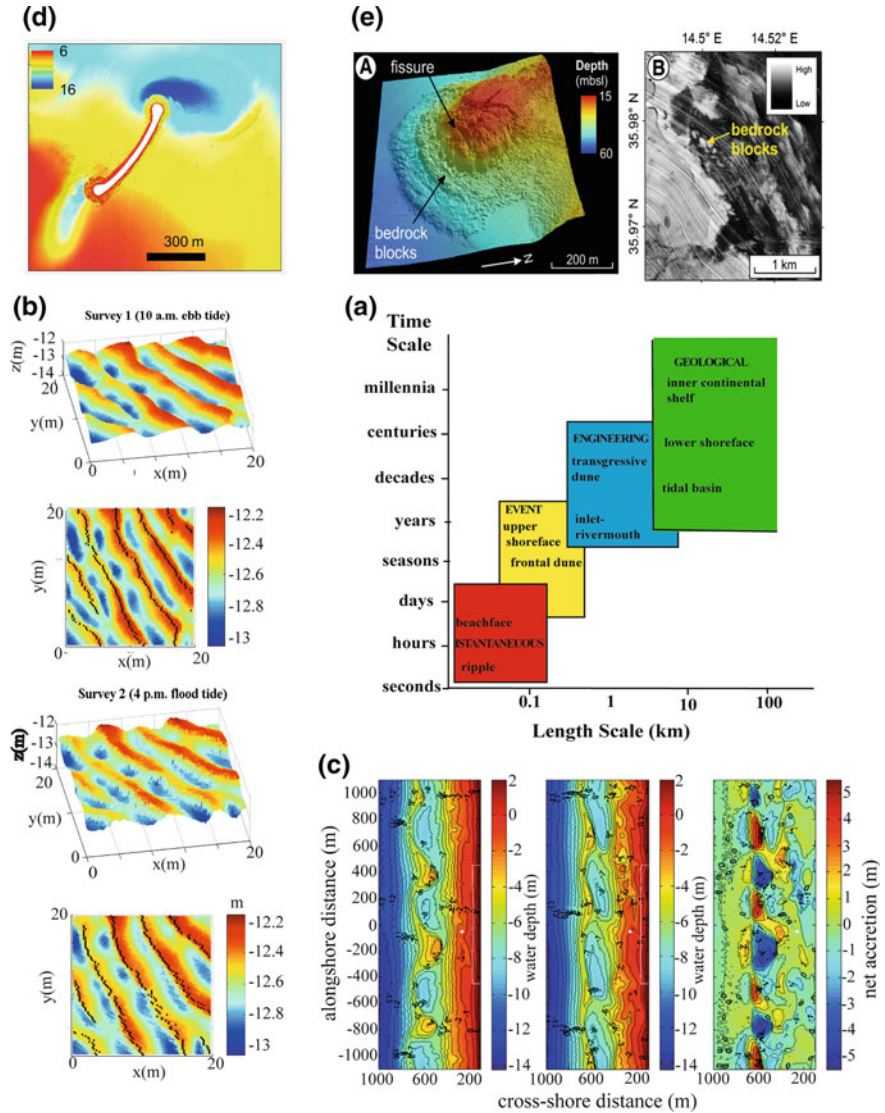 (d)
6
16
300 m
(e)
A
fissure
Depth
(mbsl)
15
60
bedrock
blocks
Z
200 m
14.5° E
14.52° E
B
High
Low
35.98° N
bedrock
blocks
35.97° N
1 km
(b)
Survey 1 (10 a.m. ebb tide)
-12
-13
-14
z(m)
20
y(m)
0
0
x(m)
20
20
y(m)
0
x(m)
20
-12.2
-12.4
-12.6
-12.8
-13
Survey 2 (4 p.m. flood tide)
-12
-13
-14
z(m)
20
y(m)
0
0
x(m)
20
m
20
y(m)
0
x(m)
20
-12.2
-12.4
-12.6
-12.8
-13
(a)
Time
Scale
millennia
centuries
decades
years
seasons
days
hours
seconds
GEOLOGICAL
inner continental
shelf
lower shoreface
tidal basin
ENGINEERING
transgressive
dune
inlet-
rivermouth
EVENT
upper
shoreface
frontal dune
beachface
ISTANTANEOUS
ripple
0.1
1
10
100
Length Scale (km)
(c)
alongshore distance (m)
1000
800
600
400
200
0
-200
-400
-600
-800
-1000
1000
600
200
2
0
-2
-4
-6
-8
-10
-12
-14
water depth (m)
1000
600
200
2
0
-2
-4
-6
-8
-10
-12
-14
water depth (m)
1000
600
200
5
4
3
2
1
0
-1
-2
-3
-4
-5
net accretion (m)
cross-shore distance (m)